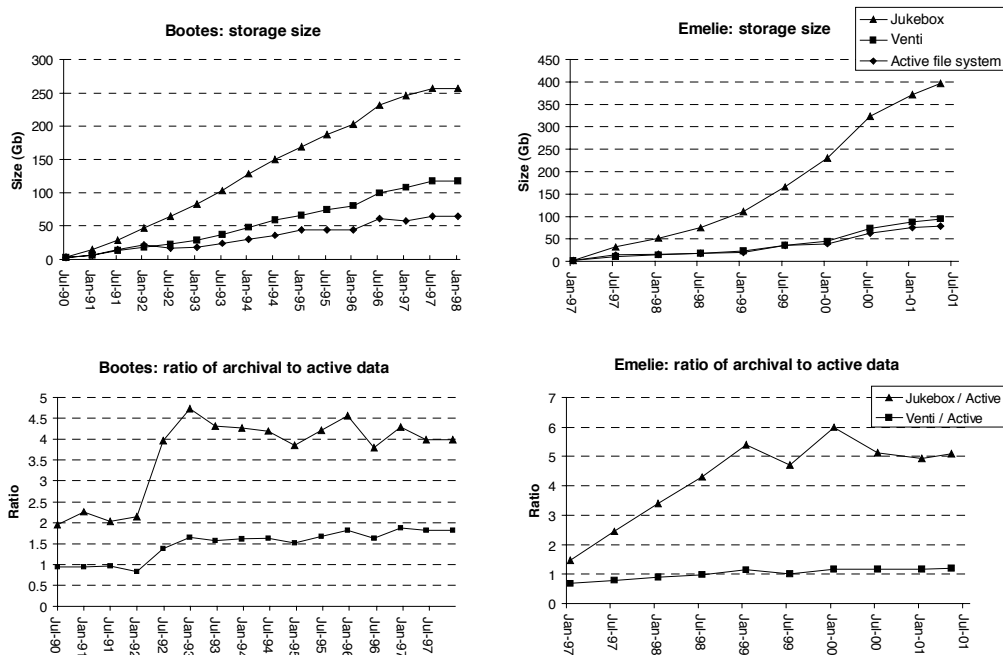 Bootes: storage size
300
250
200
150
100
50
0
Size (Gb)
Jul-90
Jan-91
Jul-91
Jan-92
Jul-92
Jan-93
Jul-93
Jan-94
Jul-94
Jan-95
Jul-95
Jan-96
Jul-96
Jan-97
Jul-97
Jan-98
Emelie: storage size
Jukebox
Venti
Active file system
450
400
350
300
250
200
150
100
50
0
Size (Gb)
Jan-97
Jul-97
Jan-98
Jul-98
Jan-99
Jul-99
Jan-00
Jul-00
Jan-01
Jul-01
Bootes: ratio of archival to active data
5
4.5
4
3.5
3
2.5
2
1.5
1
0.5
0
Ratio
Jul-90
Jan-91
Jul-91
Jan-92
Jul-92
Jan-93
Jul-93
Jan-94
Jul-94
Jan-95
Jul-95
Jan-96
Jul-96
Jan-97
Jul-97
Emelie: ratio of archival to active data
Jukebox / Active
Venti / Active
7
6
5
4
3
2
1
0
Ratio
Jan-97
Jul-97
Jan-98
Jul-98
Jan-99
Jul-99
Jan-00
Jul-00
Jan-01
Jul-01